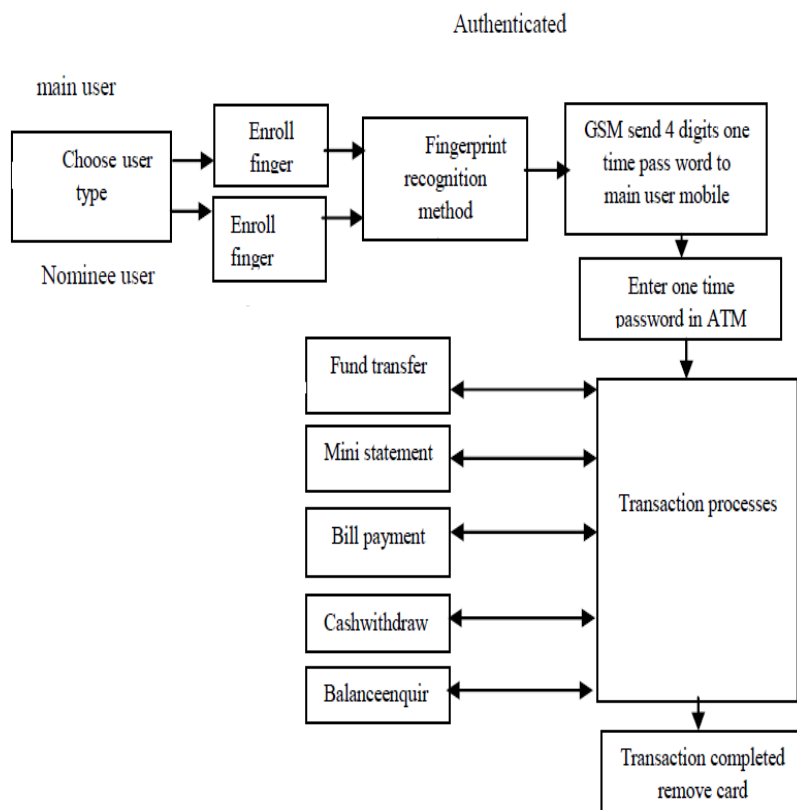 Authenticated
main user
Choose user
type
Nominee user
Enroll
finger
Enroll
finger
Fingerprint
recognition
method
GSM send 4 digits one
time pass word to
main user mobile
Enter one time
password in ATM
Fund transfer
Mini statement
Bill payment
Cashwithdraw
Balanceenquir
Transaction processes
Transaction completed
remove card